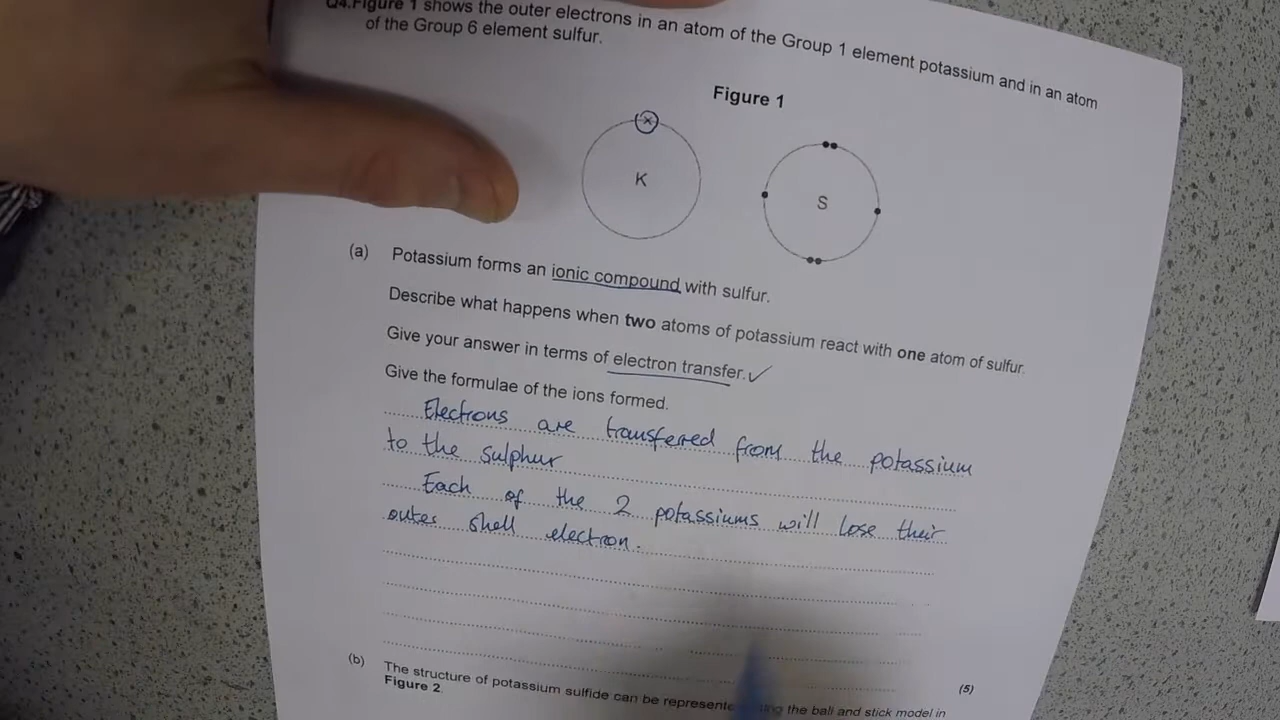 Q4.Figure 1 shows the outer electrons in an atom of the Group 1 element potassium and in an atom
of the Group 6 element sulfur.
Figure 1
K
S
(a) Potassium forms an ionic compound with sulfur.
Describe what happens when two atoms of potassium react with one atom of sulfur.
Give your answer in terms of electron transfer. ✓
Give the formulae of the ions formed.
Electrons are transferred from the potassium
to the sulphur
Each of the 2 potassiums will lose their
outer shell electron.
(5)
(b) The structure of potassium sulfide can be represented using the ball and stick model in
Figure 2.